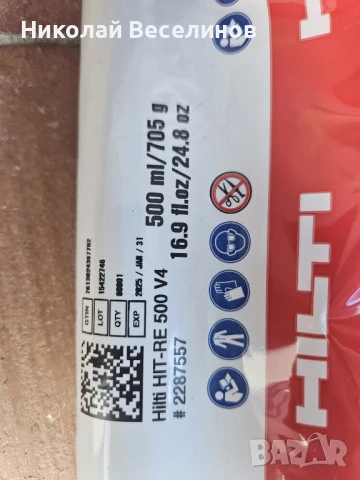 Николай Веселинов
GTIN 7613024357702
LOT 15422746
QTY 00001
EXP 2025 / JAN / 31
Hilti HIT-RE 500 V4
# 2287557
500 ml/705 g
16.9 fl.oz/24.8 oz
HILTI
BAZAR